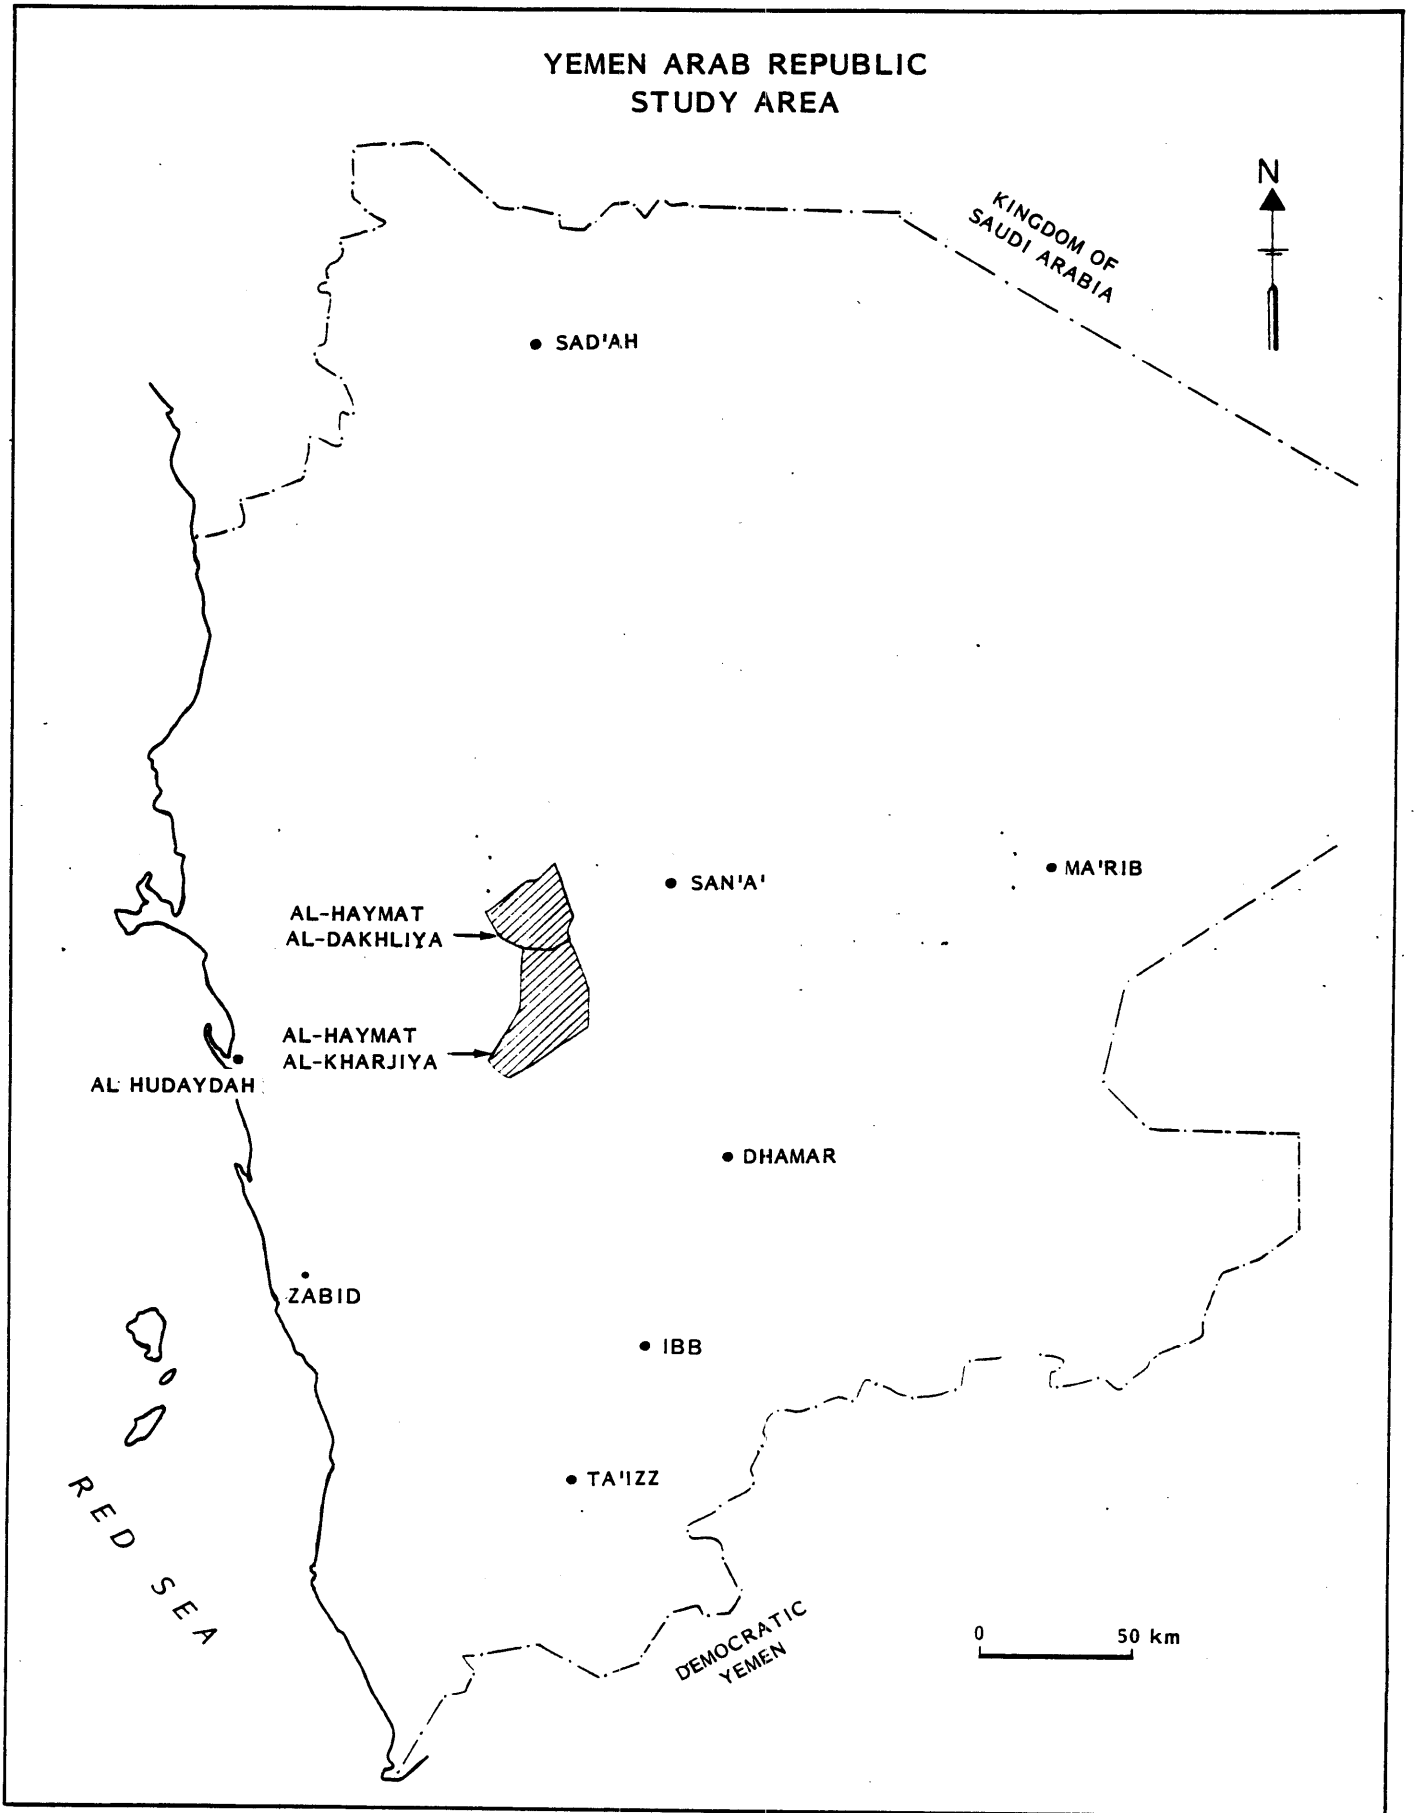 YEMEN ARAB REPUBLIC
STUDY AREA
N
KINGDOM OF
SAUDI ARABIA
SAD'AH
MA'RIB
SAN'A'
AL-HAYMAT
AL-DAKHLIYA
AL-HAYMAT
AL-KHARJIYA
AL HUDAYDAH
DHAMAR
ZABID
IBB
TA'IZZ
RED SEA
DEMOCRATIC
YEMEN
0 50 km